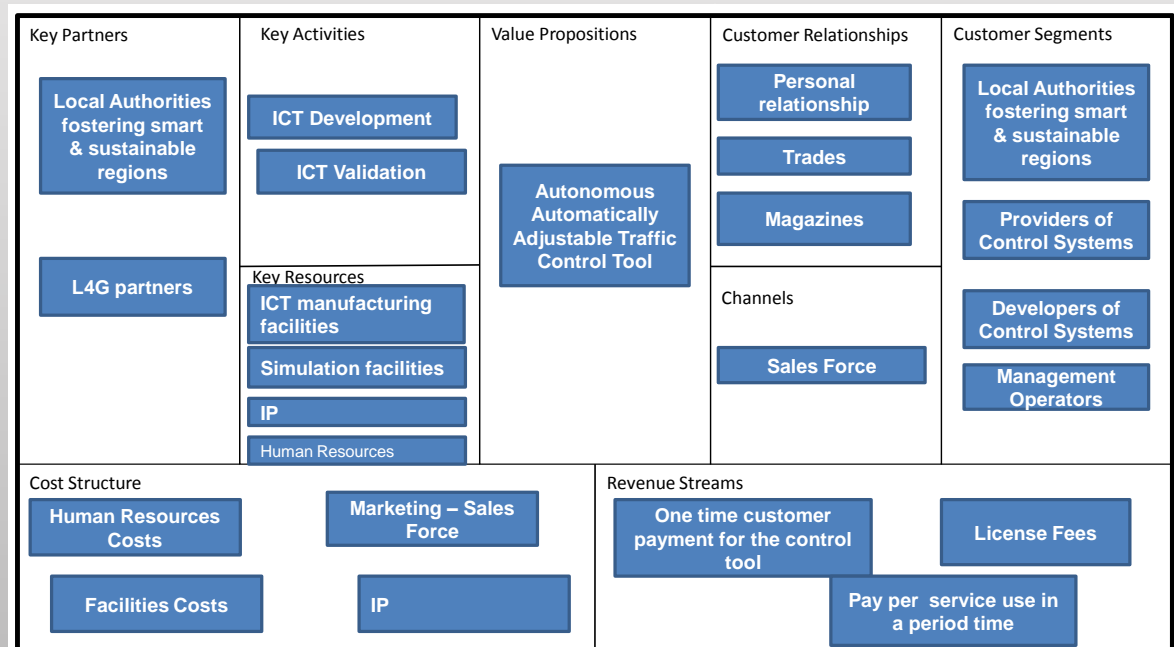 Key Partners
Local Authorities
fostering smart
& sustainable
regions
L4G partners
Key Activities
ICT Development
ICT Validation
Key Resources
ICT manufacturing
facilities
Simulation facilities
IP
Human Resources
Value Propositions
Autonomous
Automatically
Adjustable Traffic
Control Tool
Customer Relationships
Personal
relationship
Trades
Magazines
Channels
Sales Force
Customer Segments
Local Authorities
fostering smart
& sustainable
regions
Providers of
Control Systems
Developers of
Control Systems
Management
Operators
Cost Structure
Human Resources
Costs
Marketing – Sales
Force
Facilities Costs
IP
Revenue Streams
One time customer
payment for the control
tool
License Fees
Pay per  service use in
a period time